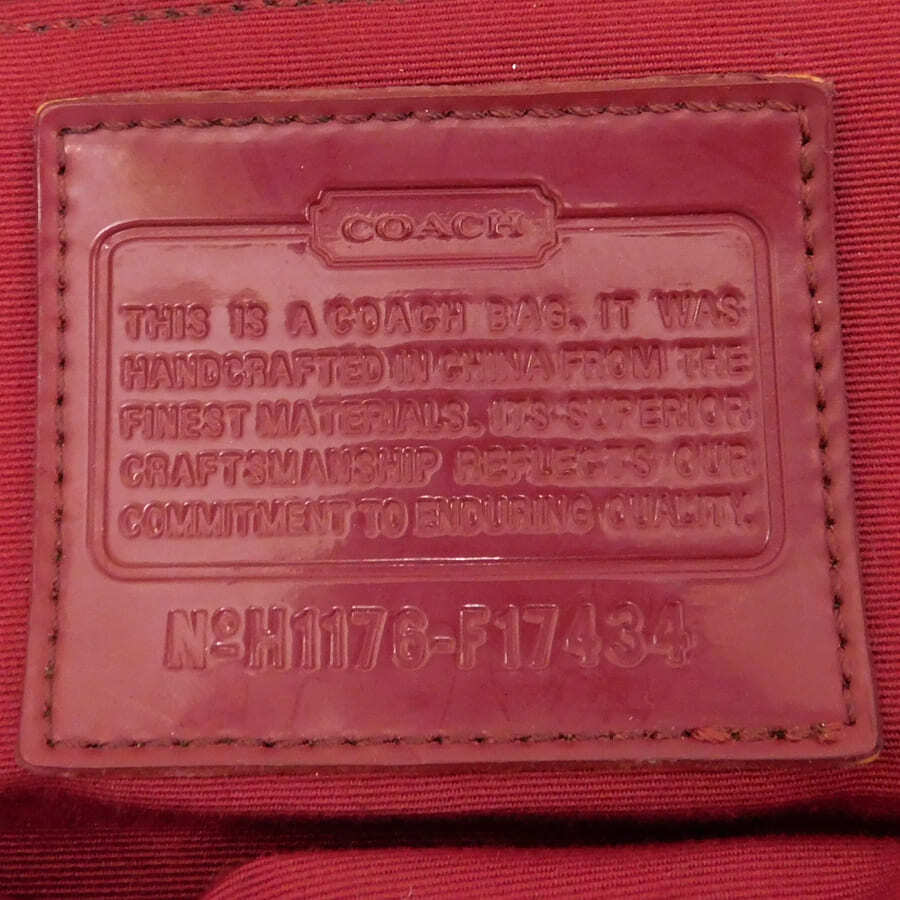 COACH
THIS IS A COACH BAG. IT WAS
HANDCRAFTED IN CHINA FROM THE
FINEST MATERIALS. ITS SUPERIOR
CRAFTSMANSHIP REFLECTS OUR
COMMITMENT TO ENDURING QUALITY.
Nº H1176-F17434